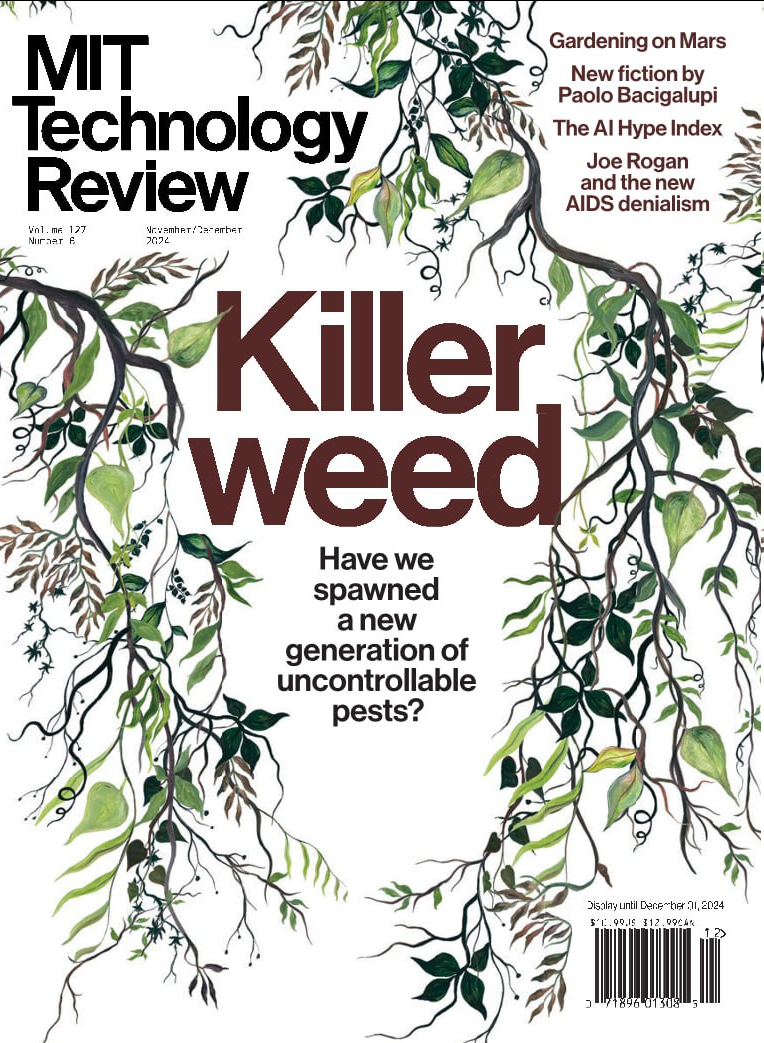 MIT
Technology
Review
Volume 127
Number 6
November/December
2024
Gardening on Mars
New fiction by
Paolo Bacigalupi
The AI Hype Index
Joe Rogan
and the new
AIDS denialism
Killer
weed
Have we
spawned
a new
generation of
uncontrollable
pests?
Display until December 31, 2024
$10.99US $12.99CAN
12>
0 71896 01308 5